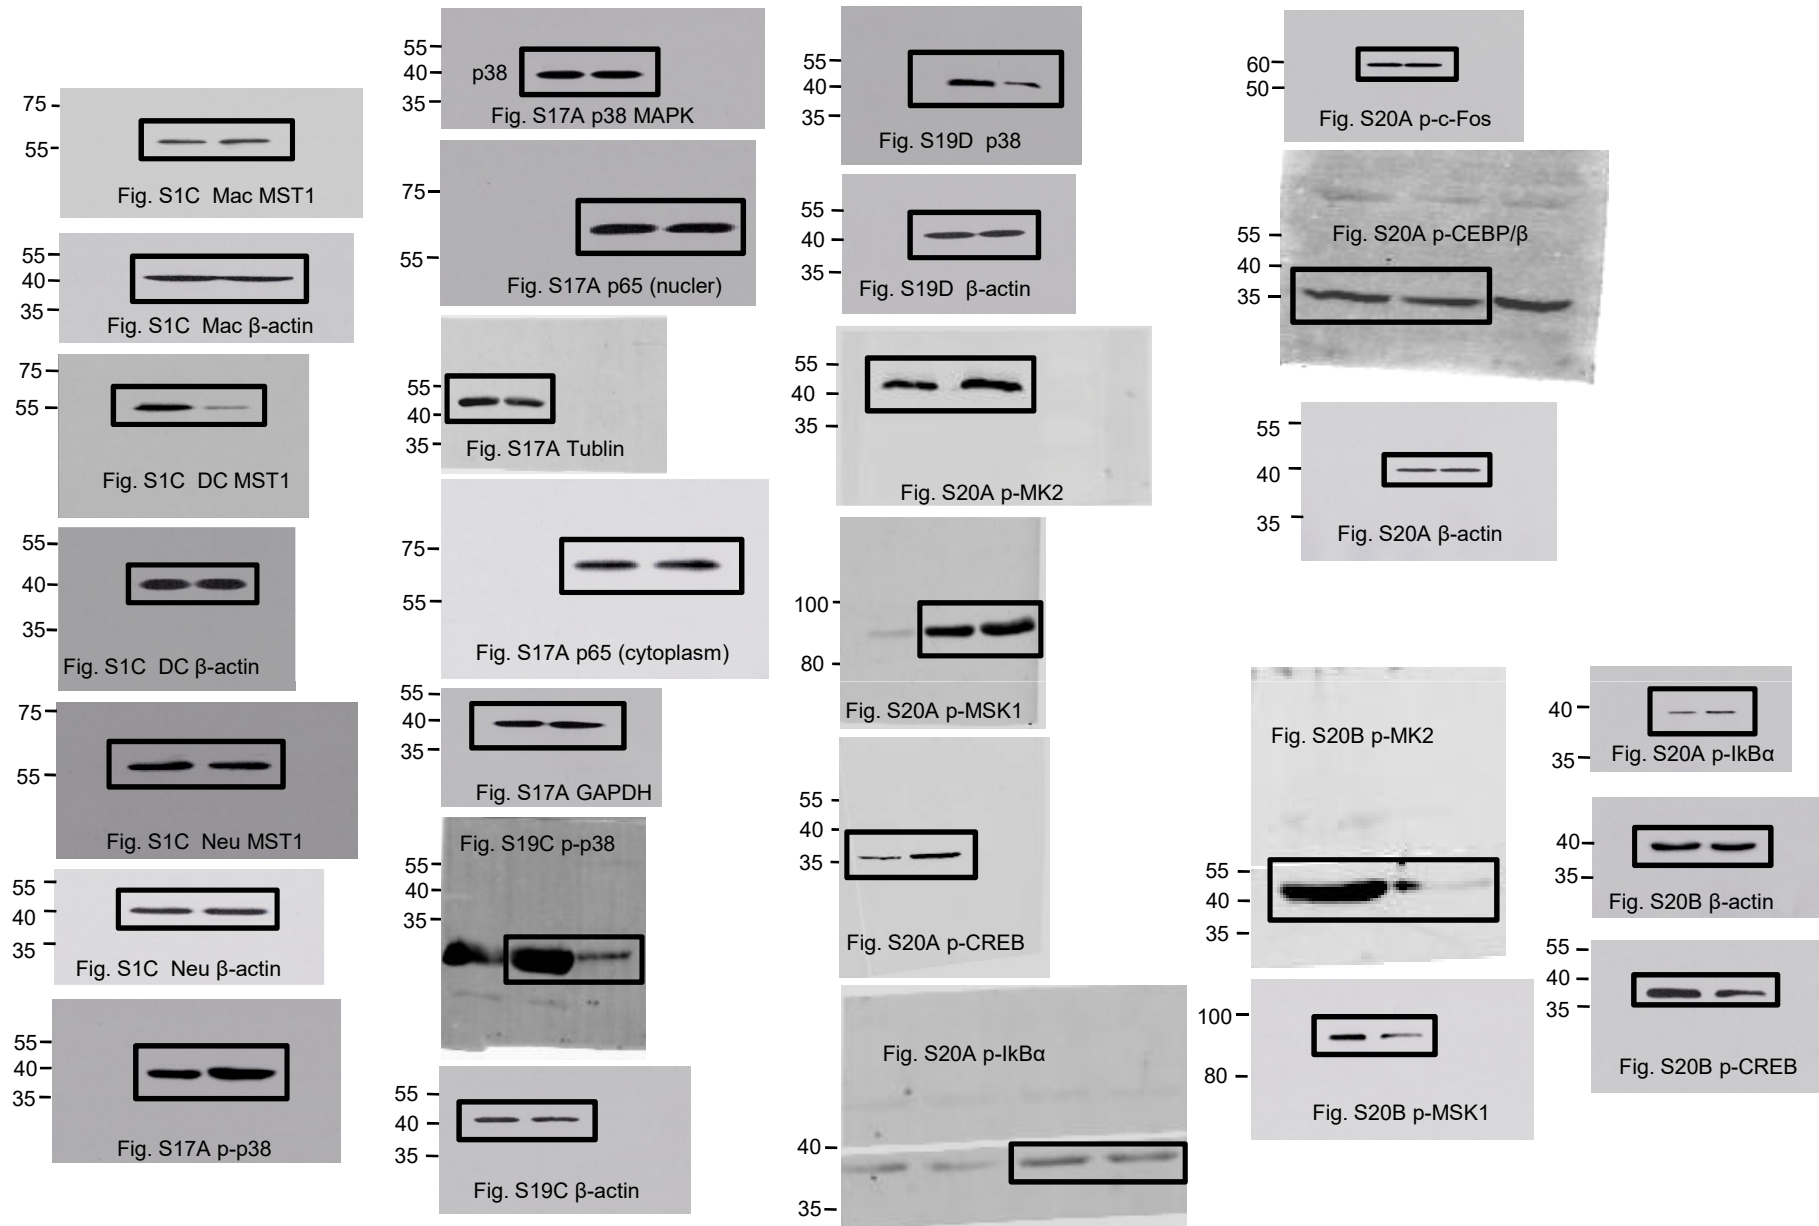 75
55
Fig. S1C Mac MST1
55
40
35
Fig. S1C Mac β-actin
75
55
Fig. S1C DC MST1
55
40
35
Fig. S1C DC β-actin
75
55
Fig. S1C Neu MST1
55
40
35
Fig. S1C Neu β-actin
55
40
35
Fig. S17A p-p38
55
40
35
p38
Fig. S17A p38 MAPK
75
55
Fig. S17A p65 (nucler)
55
40
35
Fig. S17A Tublin
75
55
Fig. S17A p65 (cytoplasm)
55
40
35
Fig. S17A GAPDH
Fig. S19C p-p38
55
40
35
55
40
35
Fig. S19C β-actin
55
40
35
Fig. S19D p38
55
40
35
Fig. S19D β-actin
55
40
35
Fig. S20A p-MK2
100
80
Fig. S20A p-MSK1
55
40
35
Fig. S20A p-CREB
Fig. S20A p-IkBα
40
35
60
50
Fig. S20A p-c-Fos
55
40
35
Fig. S20A p-CEBP/β
55
40
35
Fig. S20A β-actin
Fig. S20B p-MK2
55
40
35
100
80
Fig. S20B p-MSK1
40
35
Fig. S20A p-IkBα
40
35
Fig. S20B β-actin
55
40
35
Fig. S20B p-CREB